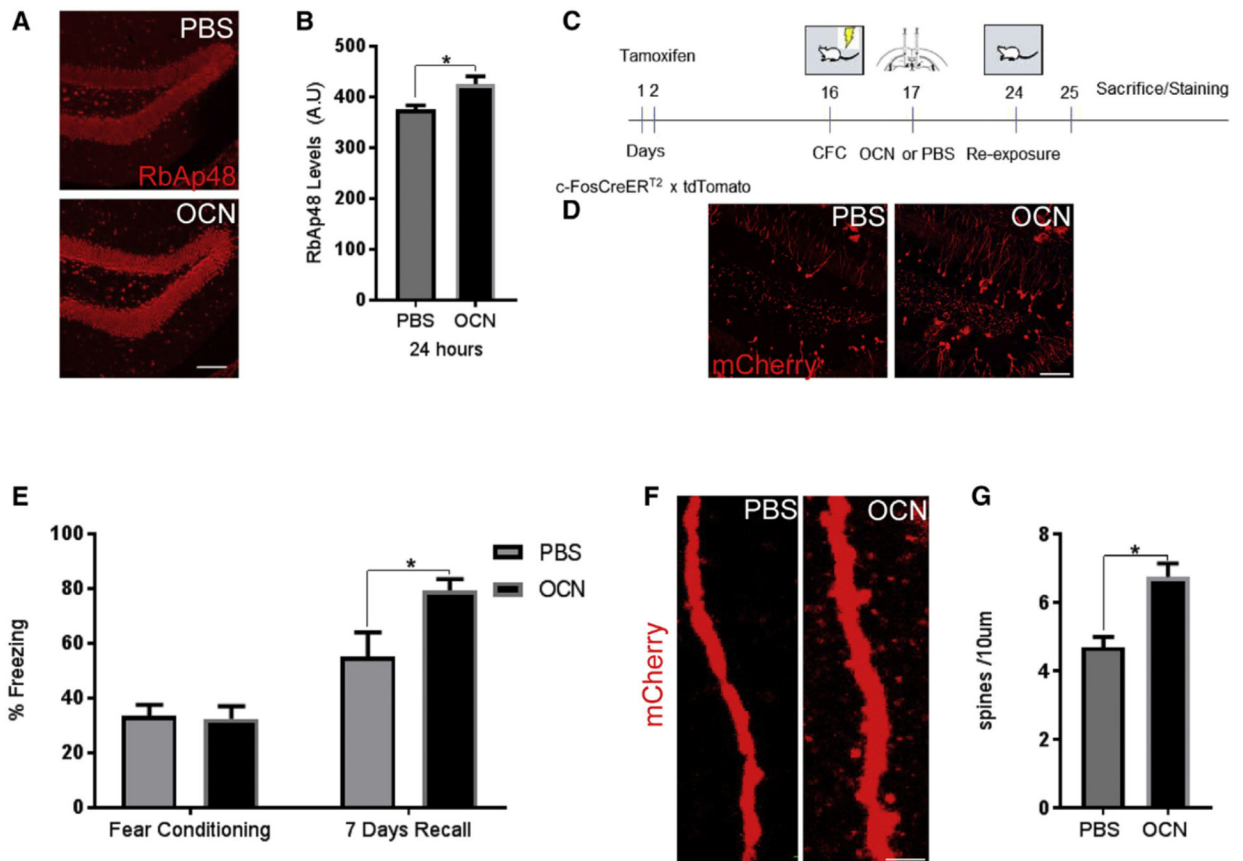 A
PBS
RbAp48
OCN
B
RbAp48 Levels (A.U)
500
400
300
200
100
0
*
PBS OCN
24 hours
C
Tamoxifen
1 2 16 17 24 25 Sacrifice/Staining
Days CFC OCN or PBS Re-exposure
c-FosCreERT2 x tdTomato
D
PBS
OCN
mCherry
E
% Freezing
100
80
60
40
20
0
*
PBS
OCN
Fear Conditioning 7 Days Recall
F
mCherry
PBS
OCN
G
spines /10um
8
6
4
2
0
*
PBS OCN